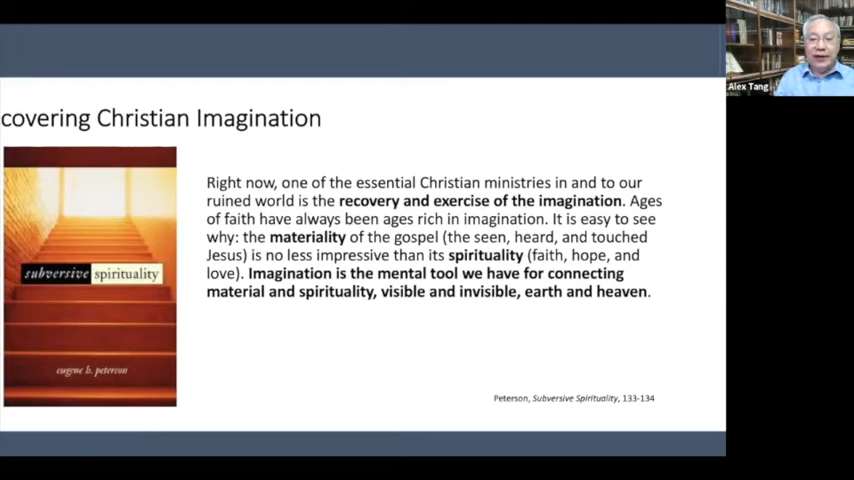 covering Christian Imagination
Alex Tang
Right now, one of the essential Christian ministries in and to our
ruined world is the recovery and exercise of the imagination. Ages
of faith have always been ages rich in imagination. It is easy to see
why: the materiality of the gospel (the seen, heard, and touched
Jesus) is no less impressive than its spirituality (faith, hope, and
love). Imagination is the mental tool we have for connecting
material and spirituality, visible and invisible, earth and heaven.
subversive spirituality
eugene h. peterson
Peterson, Subversive Spirituality, 133-134